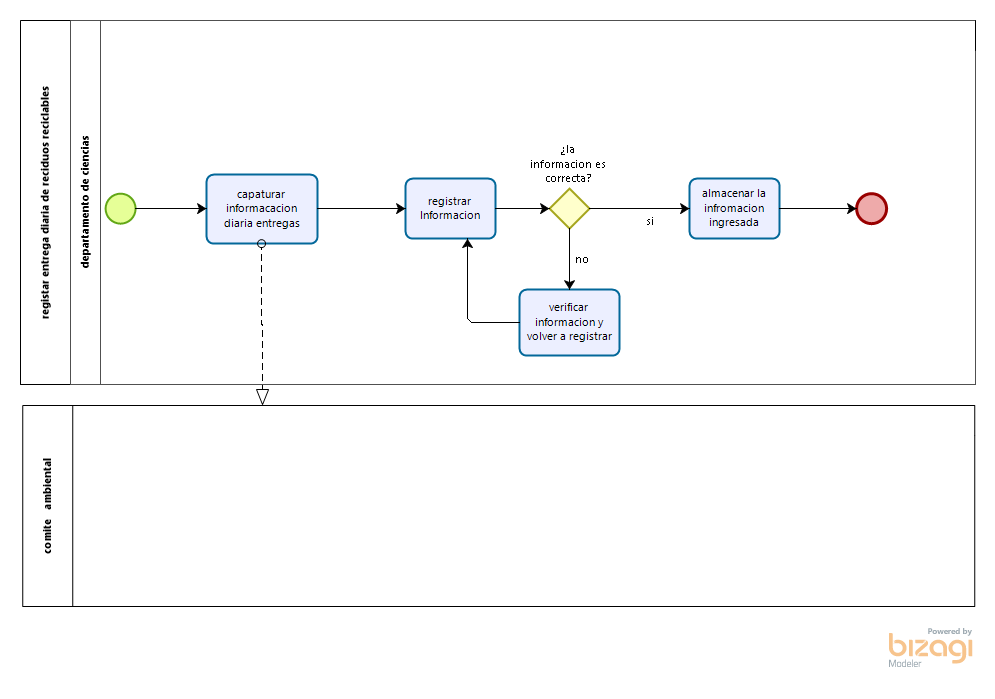 registar entrega diaria de reciduos reciclables
departamento de ciencias
capaturar
informacacion
diaria entregas
registrar
Informacion
¿la
informacion es
correcta?
si
no
almacenar la
infromacion
ingresada
verificar
informacion y
volver a registrar
comite ambiental
Powered by
bizagi
Modeler